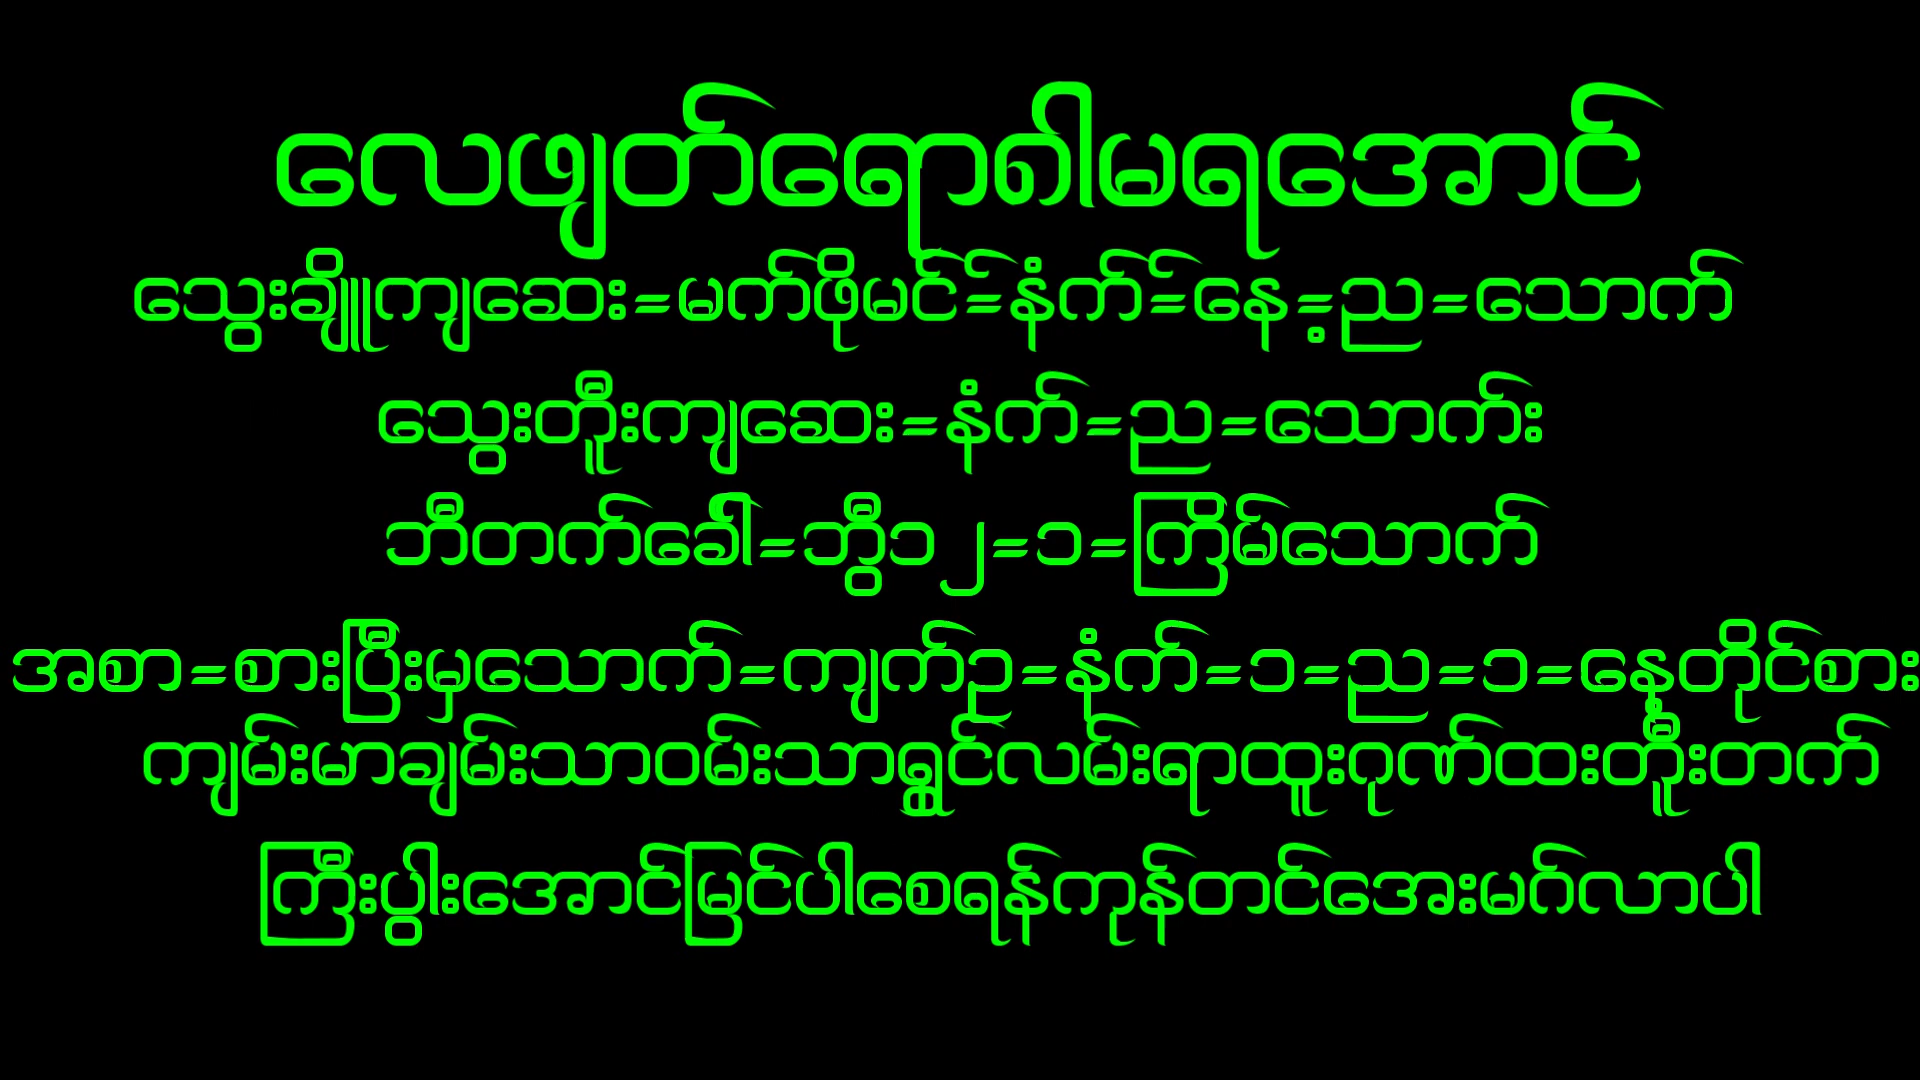 လေဖျတ်ရောဂါမရအောင်
သွေးချိူကျဆေး=မက်ဖိုမင်=်နံက်=်နေ=့ည=သောက်
သွေးတီူးကျဆေး=နံက်=ည=သောက်း
ဘီတက်ခေါ်=ဘွီ၁၂=၁=ကြိမ်သောက်
အစာ=စားပြီးမှသောက်=ကျက်ဥ=နံက်=၁=ည=၁=နေ့တိုင်စား
ကျမ်းမာချမ်းသာဝမ်းသာရွှင်လမ်းရာထူးဂုဏ်ထးတီူးတက်
ကြီးပွါးအောင်မြင်ပါစေရန်ကုန်တင်အေးမင်္ဂလာပါ